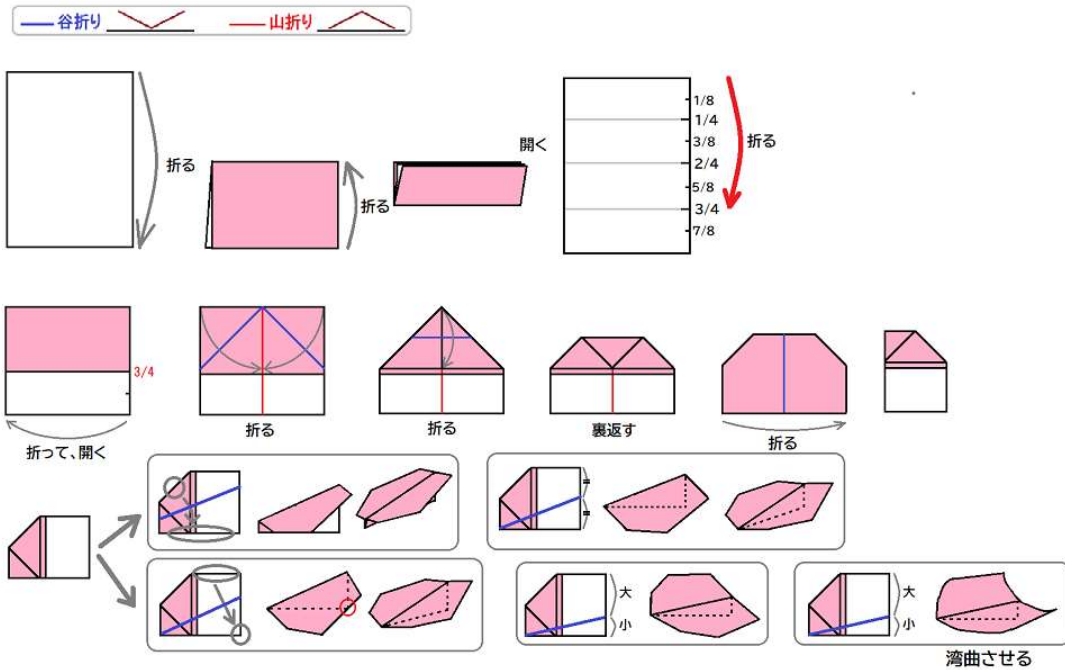 谷折り 山折り
折る
折る
開く
1/8
1/4
3/8
2/4
5/8
3/4
7/8
折る
3/4
折って、開く
折る
折る
裏返す
折る
大
小
大
小
湾曲させる